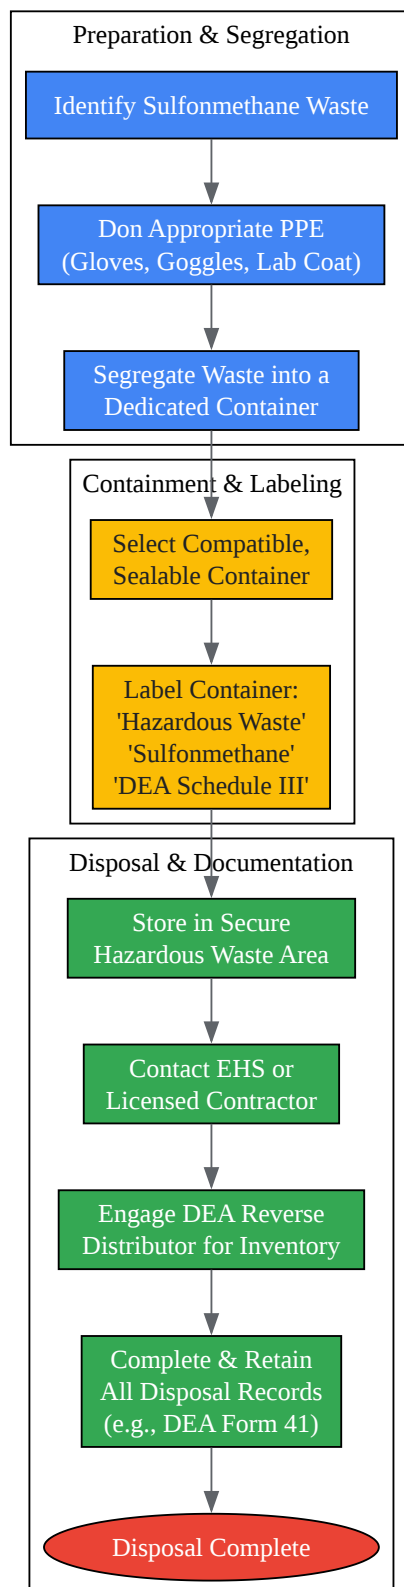 Preparation & Segregation
Identify Sulfonmethane Waste
Don Appropriate PPE
(Gloves, Goggles, Lab Coat)
Segregate Waste into a
Dedicated Container
Containment & Labeling
Select Compatible,
Sealable Container
Label Container:
'Hazardous Waste'
'Sulfonmethane'
'DEA Schedule III'
Disposal & Documentation
Store in Secure
Hazardous Waste Area
Contact EHS or
Licensed Contractor
Engage DEA Reverse
Distributor for Inventory
Complete & Retain
All Disposal Records
(e.g., DEA Form 41)
Disposal Complete